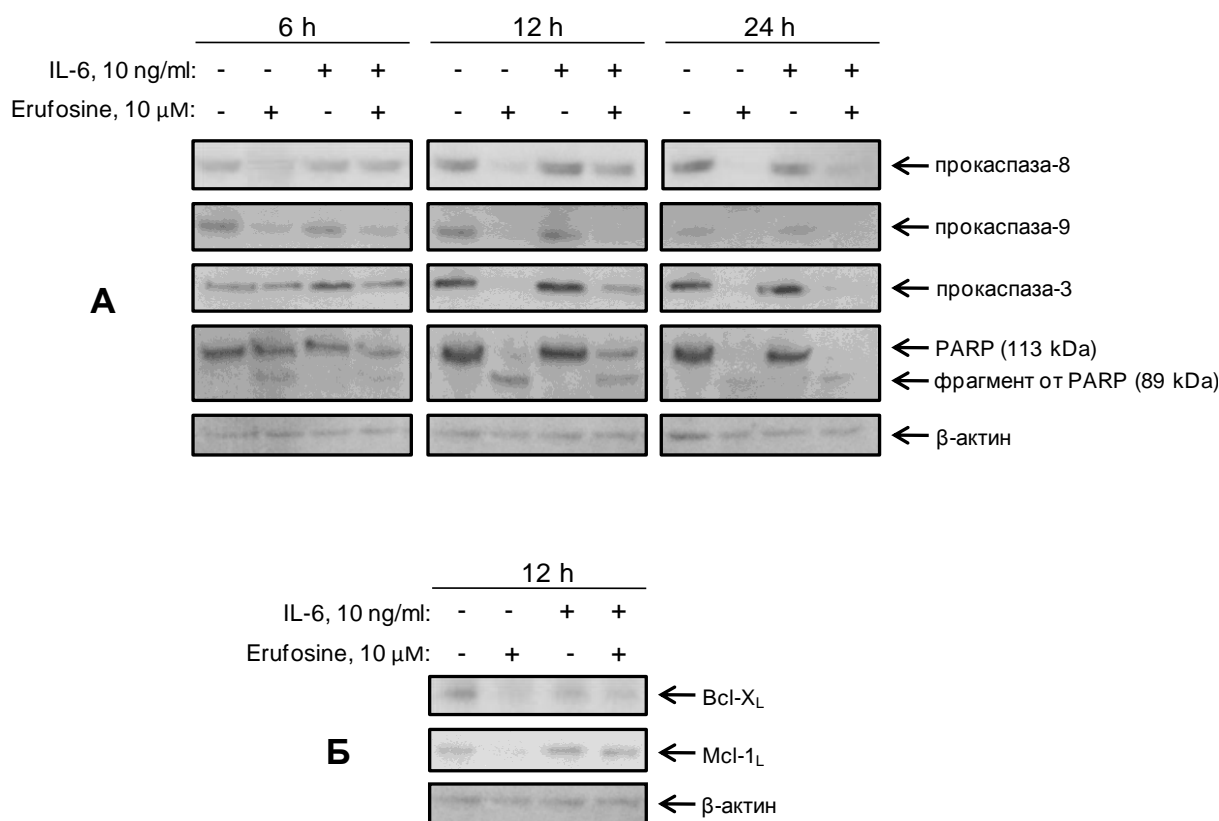 6 h 12 h 24 h
IL-6, 10 ng/ml: - - + + - - + + - - + +
Erufosine, 10 µM: - + - + - + - + - + - +
прокаспаза-8
прокаспаза-9
А
прокаспаза-3
PARP (113 kDa)
фрагмент от PARP (89 kDa)
β-актин
12 h
IL-6, 10 ng/ml: - - + +
Erufosine, 10 µM: - + - +
Bcl-XL
Б
Mcl-1L
β-актин